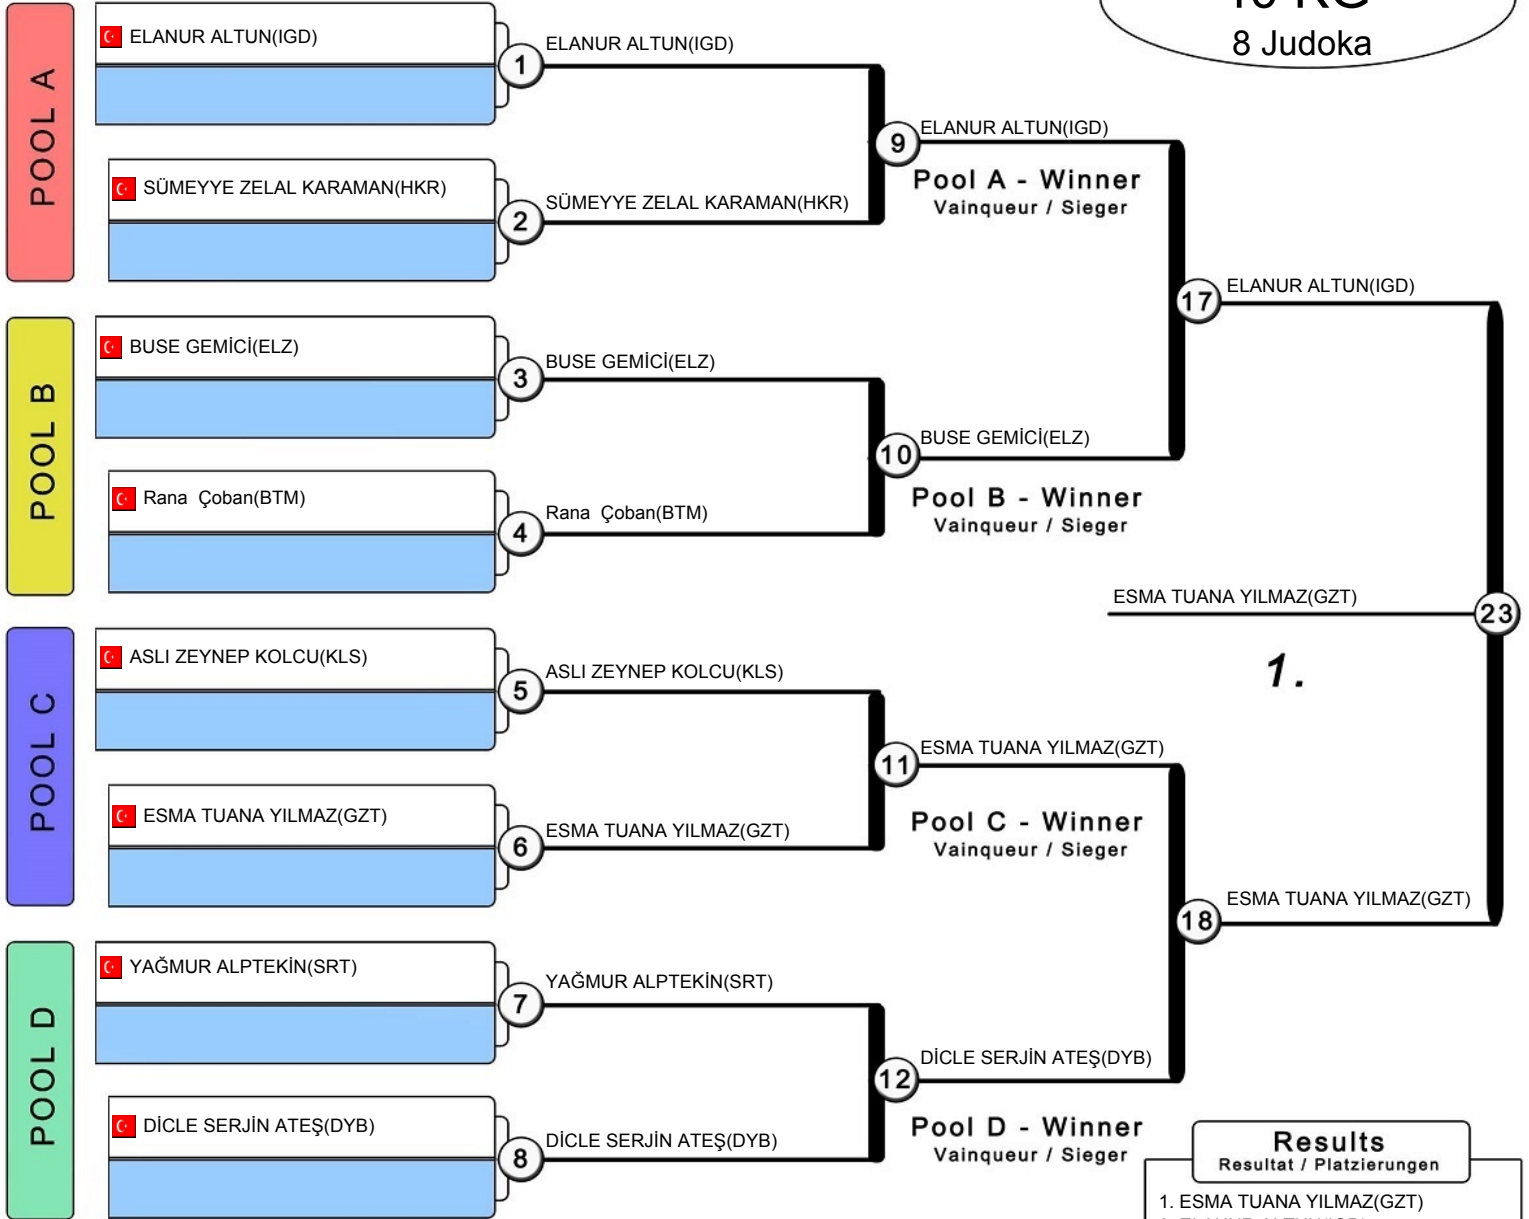 8 Judoka
POOL A
ELANUR ALTUN(IGD)
1
ELANUR ALTUN(IGD)
SÜMEYYE ZELAL KARAMAN(HKR)
2
SÜMEYYE ZELAL KARAMAN(HKR)
9
ELANUR ALTUN(IGD)
Pool A - Winner
Vainqueur / Sieger
17
ELANUR ALTUN(IGD)
POOL B
BUSE GEMİCİ(ELZ)
3
BUSE GEMİCİ(ELZ)
Rana Çoban(BTM)
4
Rana Çoban(BTM)
10
BUSE GEMİCİ(ELZ)
Pool B - Winner
Vainqueur / Sieger
ESMA TUANA YILMAZ(GZT)
23
1.
POOL C
ASLI ZEYNEP KOLCU(KLS)
5
ASLI ZEYNEP KOLCU(KLS)
ESMA TUANA YILMAZ(GZT)
6
ESMA TUANA YILMAZ(GZT)
11
ESMA TUANA YILMAZ(GZT)
Pool C - Winner
Vainqueur / Sieger
18
ESMA TUANA YILMAZ(GZT)
POOL D
YAĞMUR ALPTEKİN(SRT)
7
YAĞMUR ALPTEKİN(SRT)
DİCLE SERJİN ATEŞ(DYB)
8
DİCLE SERJİN ATEŞ(DYB)
12
DİCLE SERJİN ATEŞ(DYB)
Pool D - Winner
Vainqueur / Sieger
Results
Resultat / Platzierungen
1. ESMA TUANA YILMAZ(GZT)